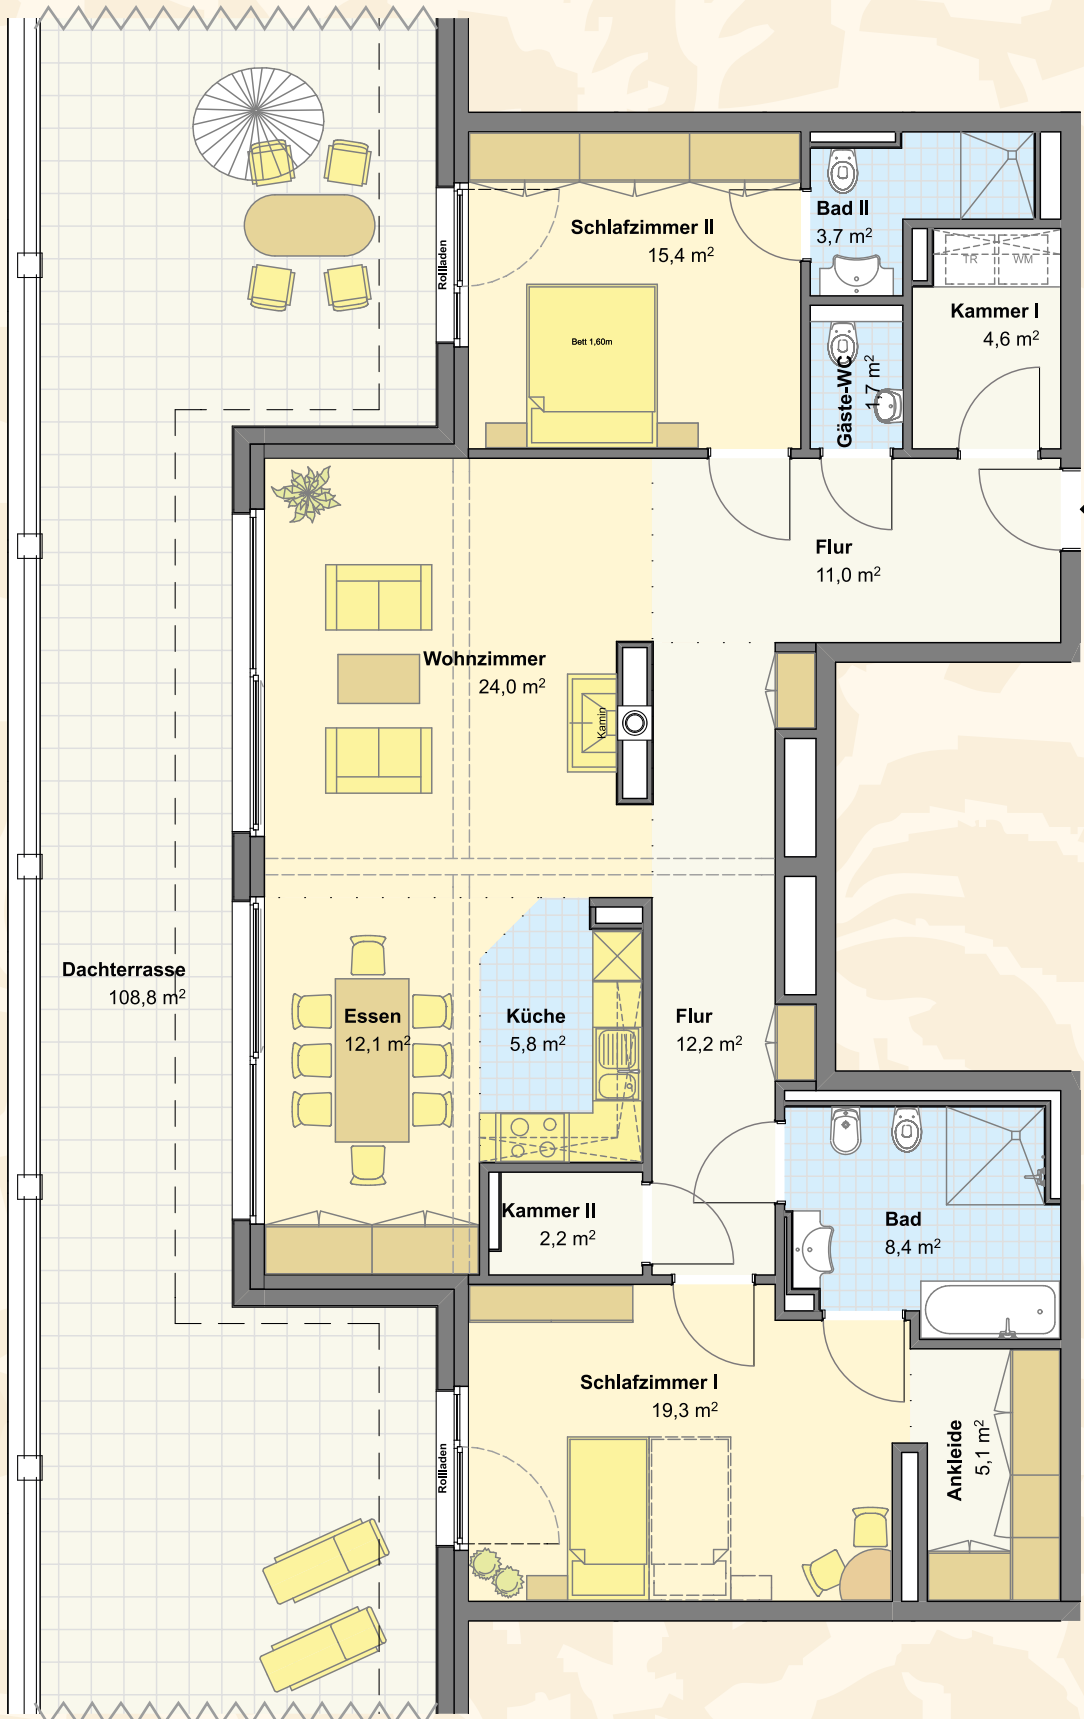 Schlafzimmer II
15,4 m²
Bett 1,60m
Rollladen
Bad II
3,7 m²
TR
WM
Kammer I
4,6 m²
Gäste-WC
1,7 m²
Flur
11,0 m²
Wohnzimmer
24,0 m²
Kamin
Dachterrasse
108,8 m²
Essen
12,1 m²
Küche
5,8 m²
Flur
12,2 m²
Kammer II
2,2 m²
Bad
8,4 m²
Schlafzimmer I
19,3 m²
Rollladen
Ankleide
5,1 m²